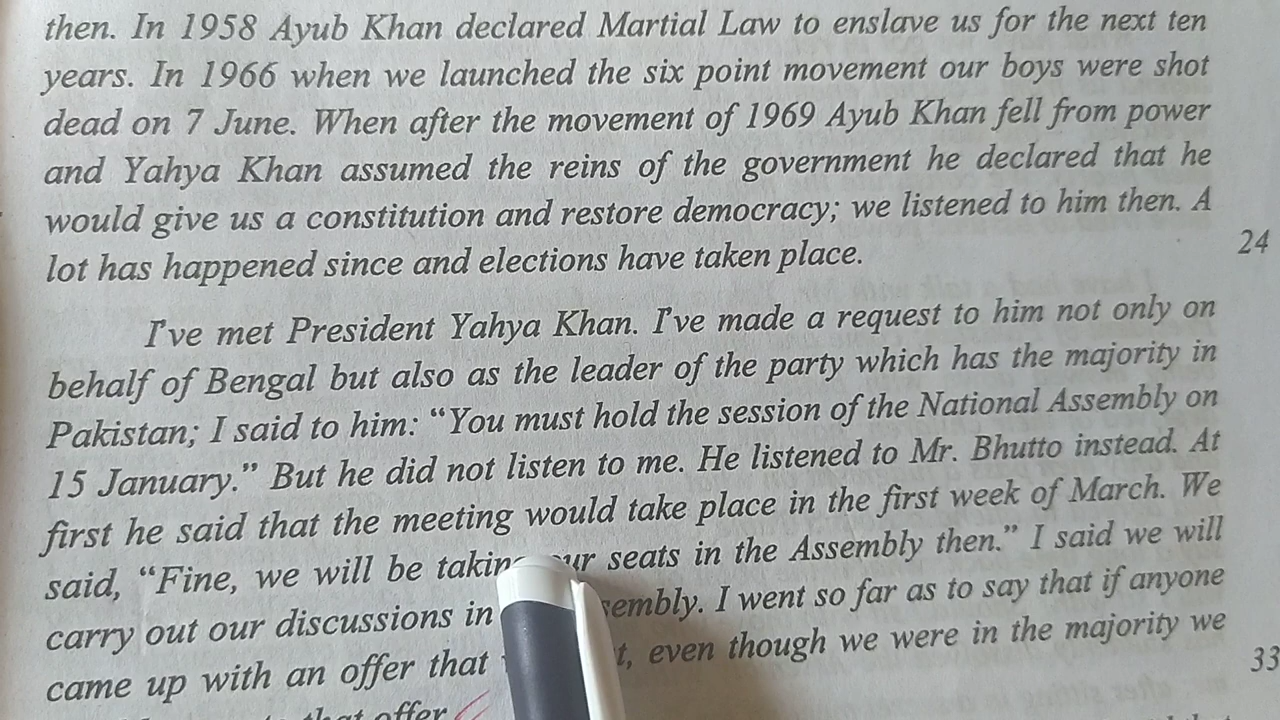 then. In 1958 Ayub Khan declared Martial Law to enslave us for the next ten
years. In 1966 when we launched the six point movement our boys were shot
dead on 7 June. When after the movement of 1969 Ayub Khan fell from power
and Yahya Khan assumed the reins of the government he declared that he
would give us a constitution and restore democracy; we listened to him then. A
lot has happened since and elections have taken place.
24
I've met President Yahya Khan. I've made a request to him not only on
behalf of Bengal but also as the leader of the party which has the majority in
Pakistan; I said to him: “You must hold the session of the National Assembly on
15 January.” But he did not listen to me. He listened to Mr. Bhutto instead. At
first he said that the meeting would take place in the first week of March. We
said, “Fine, we will be taking our seats in the Assembly then.” I said we will
carry out our discussions in sembly. I went so far as to say that if anyone
came up with an offer that t, even though we were in the majority we
33
that offer